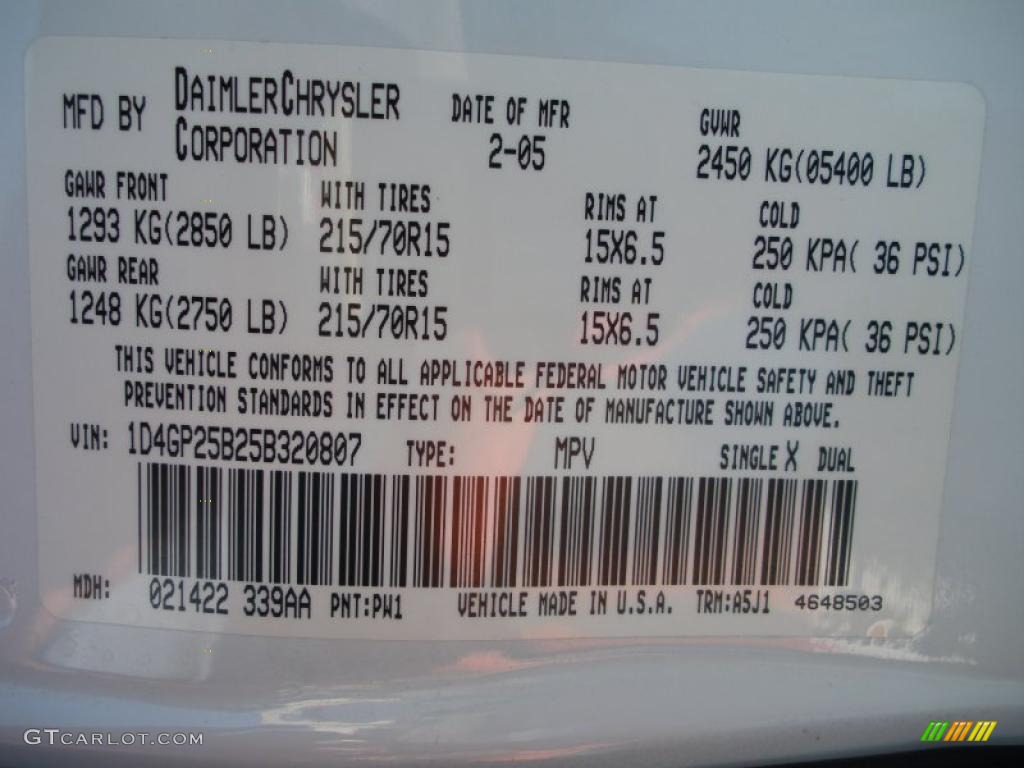 MFD BY DAIMLERCHRYSLER CORPORATION DATE OF MFR 2-05 GVWR 2450 KG(05400 LB)
GAWR FRONT WITH TIRES RIMS AT COLD
1293 KG(2850 LB) 215/70R15 15X6.5 250 KPA( 36 PSI)
GAWR REAR WITH TIRES RIMS AT COLD
1248 KG(2750 LB) 215/70R15 15X6.5 250 KPA( 36 PSI)
THIS VEHICLE CONFORMS TO ALL APPLICABLE FEDERAL MOTOR VEHICLE SAFETY AND THEFT
PREVENTION STANDARDS IN EFFECT ON THE DATE OF MANUFACTURE SHOWN ABOVE.
VIN: 1D4GP25B25B320807 TYPE: MPV SINGLE X DUAL
MDH: 021422 339AA PNT:PW1 VEHICLE MADE IN U.S.A. TRM:A5J1 4648503
GTCARLOT.COM